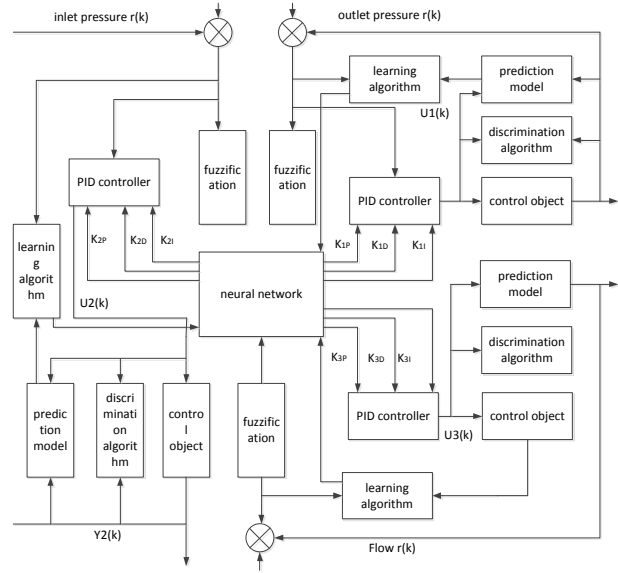 inlet pressure r(k)
outlet pressure r(k)
learning
algorithm
prediction
model
U1(k)
discrimination
algorithm
fuzzific
ation
fuzzific
ation
PID controller
PID controller
control object
K2P
K2D
K2I
K1P
K1D
K1I
learnin
g
algorit
hm
U2(k)
neural network
prediction
model
discrimination
algorithm
K3P
K3D
K3I
predic
tion
model
discri
minati
on
algorit
hm
contro
l
object
fuzzific
ation
PID controller
control object
U3(k)
learning
algorithm
Y2(k)
Flow r(k)